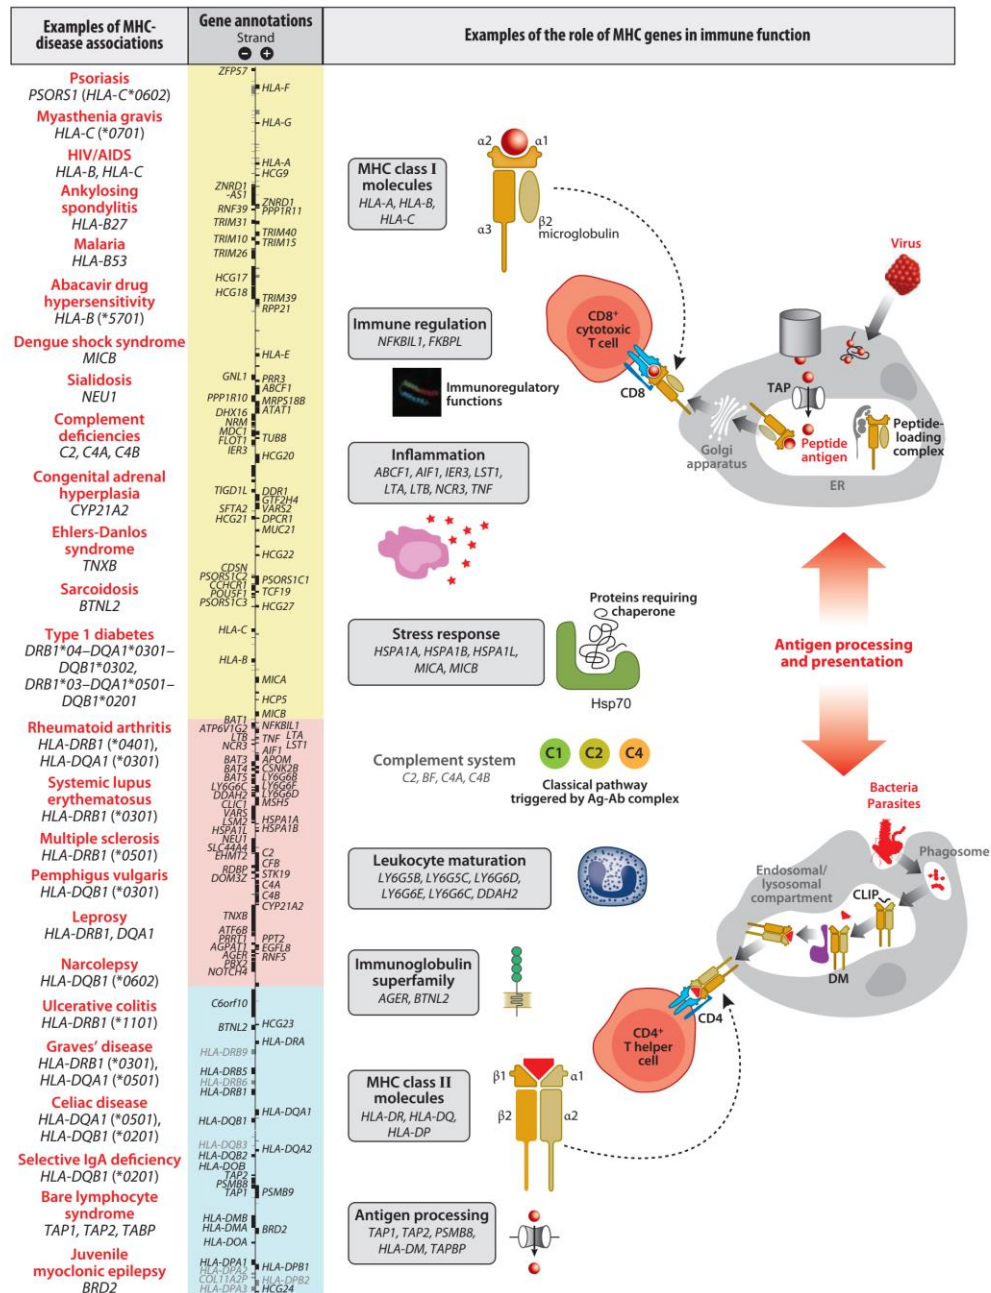 Examples of MHC-
disease associations
Gene annotations
Strand
Examples of the role of MHC genes in immune function
Psoriasis
PSORS1 (HLA-C*0602)
Myasthenia gravis
HLA-C (*0701)
HIV/AIDS
HLA-B, HLA-C
Ankylosing
spondylitis
HLA-B27
Malaria
HLA-B53
Abacavir drug
hypersensitivity
HLA-B (*5701)
Dengue shock syndrome
MICB
Sialidosis
NEU1
Complement
deficiencies
C2, C4A, C4B
Congenital adrenal
hyperplasia
CYP21A2
Ehlers-Danlos
syndrome
TNXB
Sarcoidosis
BTNL2
Type 1 diabetes
DRB1*04–DQA1*0301–
DQB1*0302,
DRB1*03–DQA1*0501–
DQB1*0201
Rheumatoid arthritis
HLA-DRB1 (*0401),
HLA-DQA1 (*0301)
Systemic lupus
erythematosus
HLA-DRB1 (*0301)
Multiple sclerosis
HLA-DRB1 (*0501)
Pemphigus vulgaris
HLA-DQB1 (*0301)
Leprosy
HLA-DRB1, DQA1
Narcolepsy
HLA-DQB1 (*0602)
Ulcerative colitis
HLA-DRB1 (*1101)
Graves' disease
HLA-DRB1 (*0301),
HLA-DQA1 (*0501)
Celiac disease
HLA-DQA1 (*0501),
HLA-DQB1 (*0201)
Selective IgA deficiency
HLA-DQB1 (*0201)
Bare lymphocyte
syndrome
TAP1, TAP2, TABP
Juvenile
myoclonic epilepsy
BRD2
ZFP57
HLA-F
HLA-G
HLA-A
HCG9
ZNRD1
-AS1
ZNRD1
RNF39
PPP1R11
TRIM31
TRIM40
TRIM10
TRIM15
TRIM26
HCG17
HCG18
TRIM39
RPP21
HLA-E
GNL1
PRR3
ABCF1
PPP1R10
MRPS18B
DHX16
ATAT1
NRM
MDC1
FLOT1
TUBB
IER3
HCG20
TIGD1L
DDR1
GTF2H4
SFTA2
VARS2
HCG21
DPCR1
MUC21
HCG22
CDSN
PSORS1C2
PSORS1C1
CCHCR1
POU5F1
TCF19
PSORS1C3
HCG27
HLA-C
HLA-B
MICA
HCP5
MICB
BAT1
ATP6V1G2
NFKBIL1
LTB
TNF
LTA
NCR3
LST1
AIF1
BAT3
APOM
BAT4
CSNK2B
BAT5
LY6G6B
LY6G6C
LY6G6F
DDAH2
LY6G6D
CLIC1
MSH5
VARS
LSM2
HSPA1A
HSPA1L
HSPA1B
NEU1
SLC44A4
EHMT2
C2
CFB
RDBP
STK19
DOM3Z
C4A
C4B
CYP21A2
TNXB
ATF6B
PRRT1
PPT2
AGPAT1
EGFL8
AGER
RNF5
PBX2
NOTCH4
C6orf10
BTNL2
HCG23
HLA-DRA
HLA-DRB9
HLA-DRB5
HLA-DRB6
HLA-DRB1
HLA-DQA1
HLA-DQB1
HLA-DQB3
HLA-DQA2
HLA-DQB2
HLA-DOB
TAP2
PSMB8
TAP1
PSMB9
HLA-DMB
HLA-DMA
BRD2
HLA-DOA
HLA-DPA1
HLA-DPB1
HLA-DPA2
COL11A2P
HLA-DPB2
HLA-DPA3
HCG24
MHC class I
molecules
HLA-A, HLA-B,
HLA-C
α2
α1
α3
β2
microglobulin
Immune regulation
NFKBIL1, FKBPL
Immunoregulatory
functions
Inflammation
ABCF1, AIF1, IER3, LST1,
LTA, LTB, NCR3, TNF
Stress response
HSPA1A, HSPA1B, HSPA1L,
MICA, MICB
Proteins requiring
chaperone
Hsp70
Complement system
C2, BF, C4A, C4B
C1
C2
C4
Classical pathway
triggered by Ag-Ab complex
Leukocyte maturation
LY6G5B, LY6G5C, LY6G6D,
LY6G6E, LY6G6C, DDAH2
Immunoglobulin
superfamily
AGER, BTNL2
MHC class II
molecules
HLA-DR, HLA-DQ,
HLA-DP
β1
α1
β2
α2
Antigen processing
TAP1, TAP2, PSMB8,
HLA-DM, TAPBP
CD8+
cytotoxic
T cell
CD8
Virus
TAP
Golgi
apparatus
Peptide
antigen
Peptide-
loading
complex
ER
Antigen processing
and presentation
Bacteria
Parasites
Phagosome
Endosomal/
lysosomal
compartment
CLIP
DM
CD4
CD4+
T helper
cell